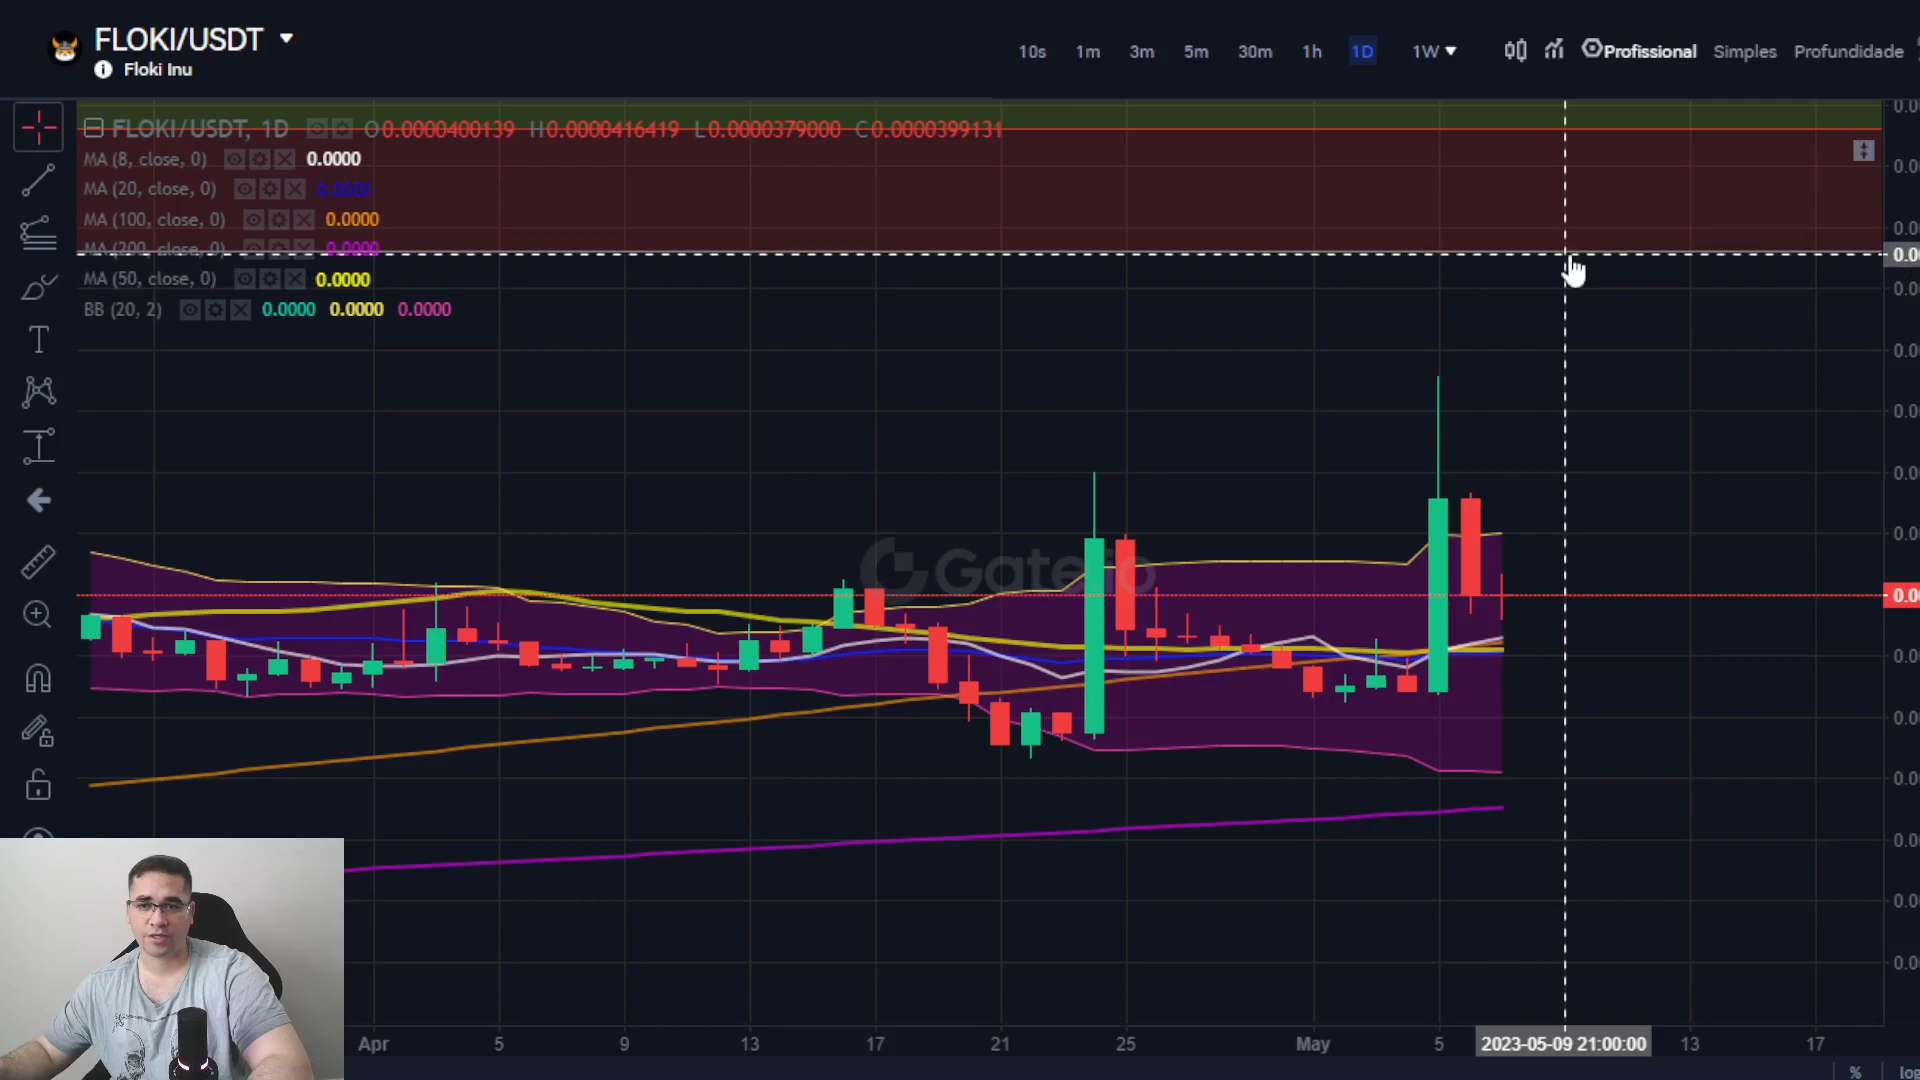 FLOKI/USDT
Floki Inu
10s 1m 3m 5m 30m 1h 1D 1W Profissional Simples Profundidade
FLOKI/USDT, 1D O0.0000400139 H0.0000416419 L0.0000379000 C0.0000399131
MA (8, close, 0) 0.0000
MA (20, close, 0) 0.0000
MA (100, close, 0) 0.0000
MA (200, close, 0) 0.0000
MA (50, close, 0) 0.0000
BB (20, 2) 0.0000 0.0000 0.0000
Gate.io
Apr 5 9 13 17 21 25 May 5 2023-05-09 21:00:00 13 17
% log